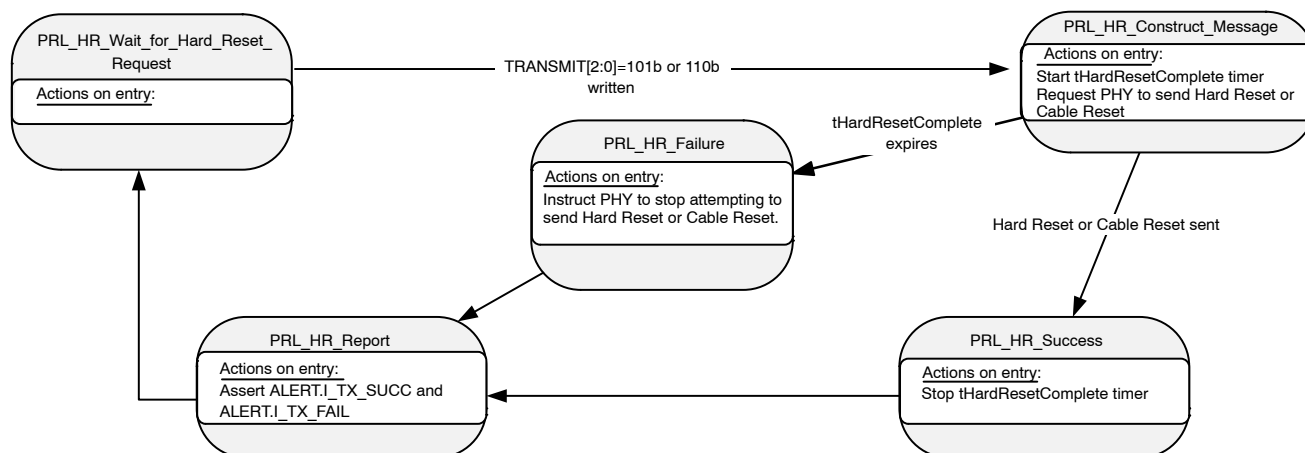 PRL_HR_Wait_for_Hard_Reset_
Request
Actions on entry:
TRANSMIT[2:0]=101b or 110b
written
PRL_HR_Construct_Message
Actions on entry:
Start tHardResetComplete timer
Request PHY to send Hard Reset or
Cable Reset
tHardResetComplete
expires
PRL_HR_Failure
Actions on entry:
Instruct PHY to stop attempting to
send Hard Reset or Cable Reset.
Hard Reset or Cable Reset sent
PRL_HR_Report
Actions on entry:
Assert ALERT.I_TX_SUCC and
ALERT.I_TX_FAIL
PRL_HR_Success
Actions on entry:
Stop tHardResetComplete timer